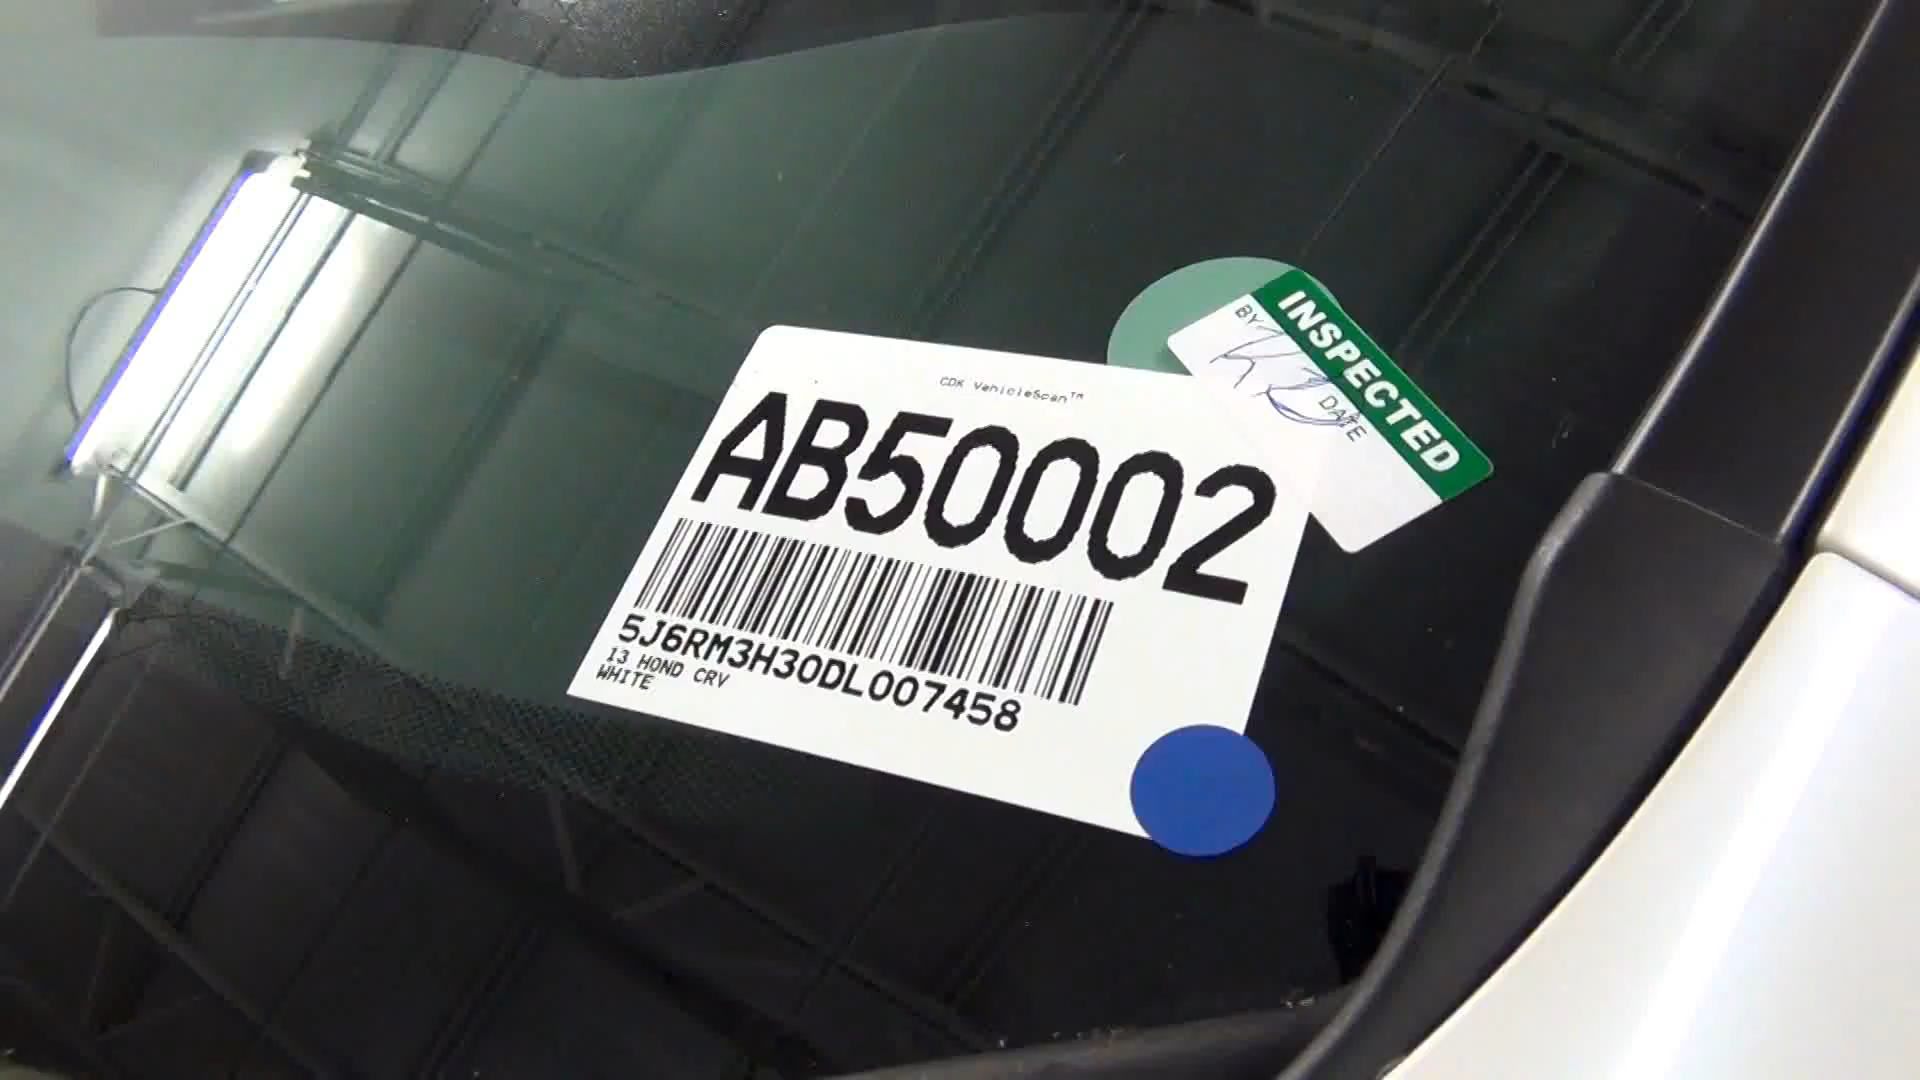 CDK VehicleScan™
AB50002
5J6RM3H30DL007458
13 HOND CRV
WHITE
INSPECTED
BY
DATE